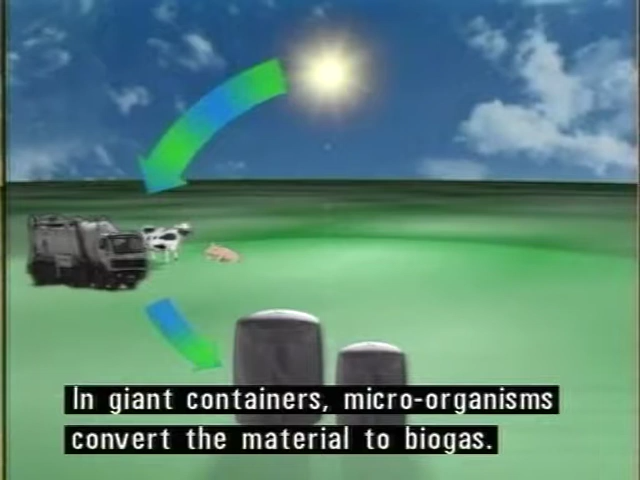 In giant containers, micro-organisms
convert the material to biogas.